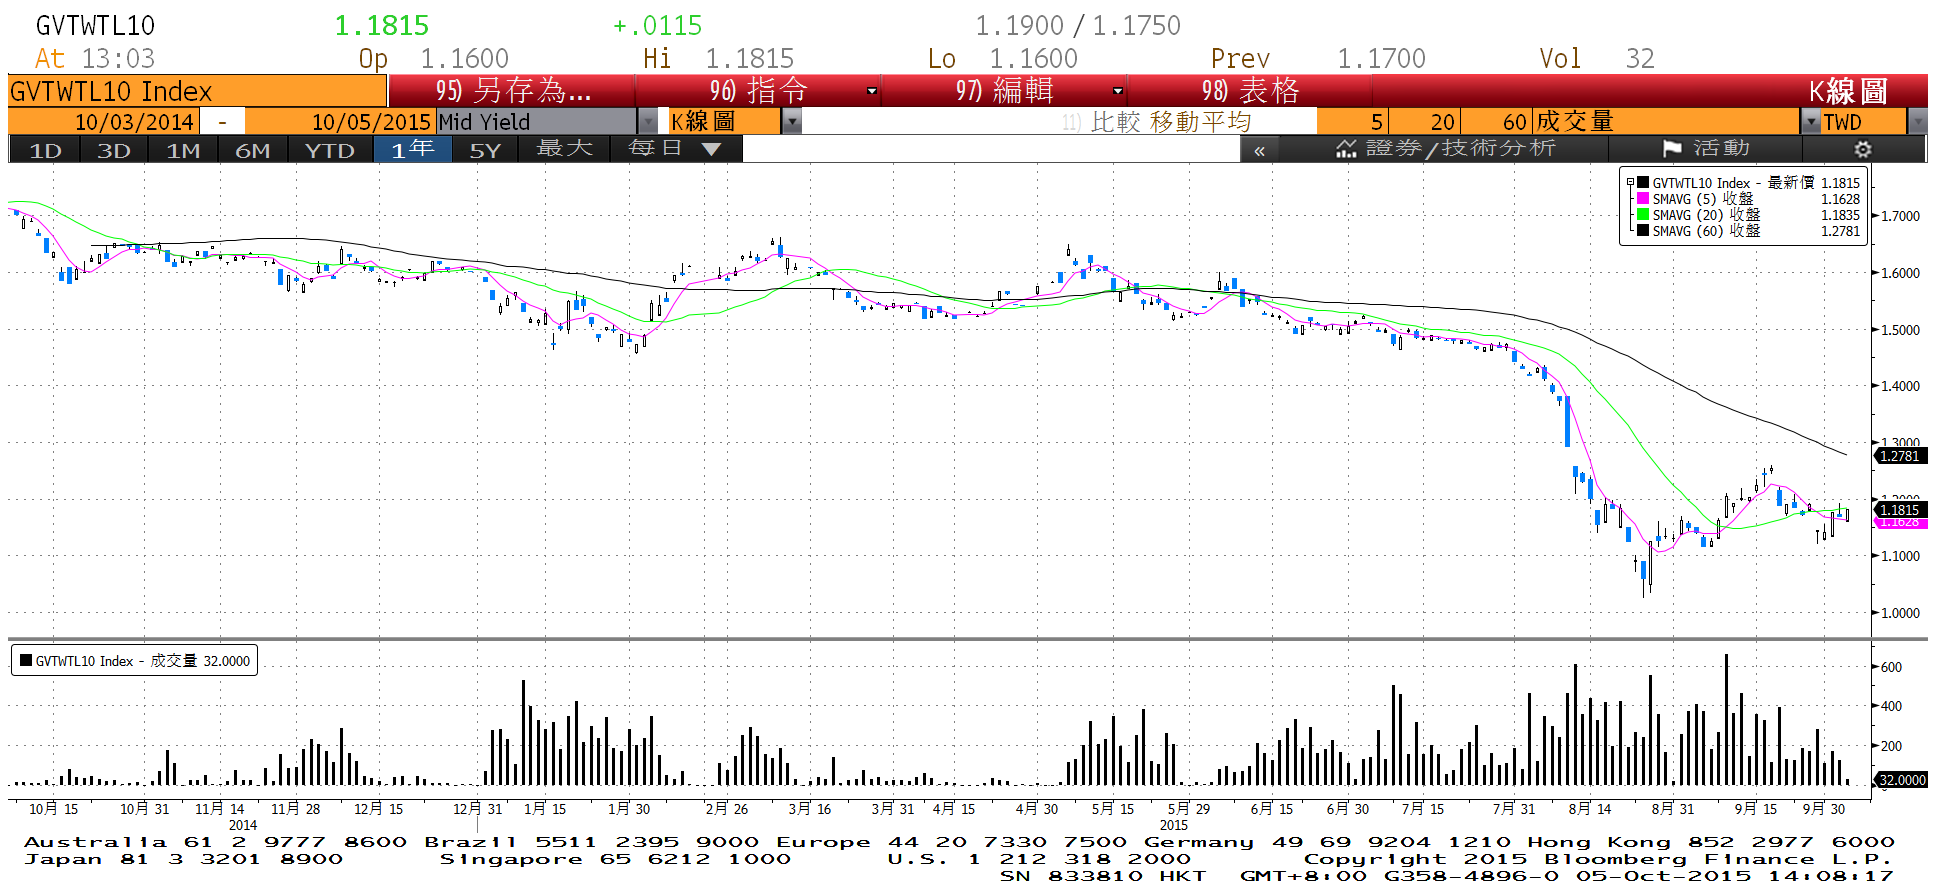 GVTWTL10 1.1815 +.0115 1.1900 / 1.1750
At 13:03 Op 1.1600 Hi 1.1815 Lo 1.1600 Prev 1.1700 Vol 32
GVTWTL10 Index 95) 另存為... 96) 指令 97) 編輯 98) 表格 K線圖
10/03/2014 - 10/05/2015 Mid Yield K線圖 11) 比較 移動平均 5 20 60 成交量 TWD
1D 3D 1M 6M YTD 1年 5Y 最大 每日 « 證券/技術分析 活動
GVTWTL10 Index - 最新價 1.1815
SMAVG (5) 收盤 1.1628
SMAVG (20) 收盤 1.1835
SMAVG (60) 收盤 1.2781
1.7000
1.6000
1.5000
1.4000
1.3000
1.2781
1.2000
1.1815
1.1628
1.1000
1.0000
GVTWTL10 Index - 成交量 32.0000
600
400
200
32.0000
10月 15 10月 31 11月 14 11月 28 12月 15 12月 31 1月 15 1月 30 2月 26 3月 16 3月 31 4月 15 4月 30 5月 15 5月 29 6月 15 6月 30 7月 15 7月 31 8月 14 8月 31 9月 15 9月 30
2014 2015
Australia 61 2 9777 8600 Brazil 5511 2395 9000 Europe 44 20 7330 7500 Germany 49 69 9204 1210 Hong Kong 852 2977 6000
Japan 81 3 3201 8900 Singapore 65 6212 1000 U.S. 1 212 318 2000 Copyright 2015 Bloomberg Finance L.P.
SN 833810 HKT GMT+8:00 G358-4896-0 05-Oct-2015 14:08:17